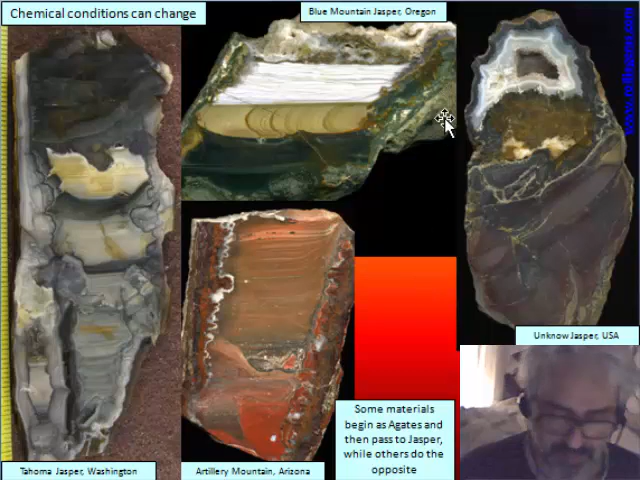 Chemical conditions can change
Blue Mountain Jasper, Oregon
Unknow Jasper, USA
Some materials
begin as Agates and
then pass to Jasper,
while others do the
opposite
Tahoma Jasper, Washington
Artillery Mountain, Arizona